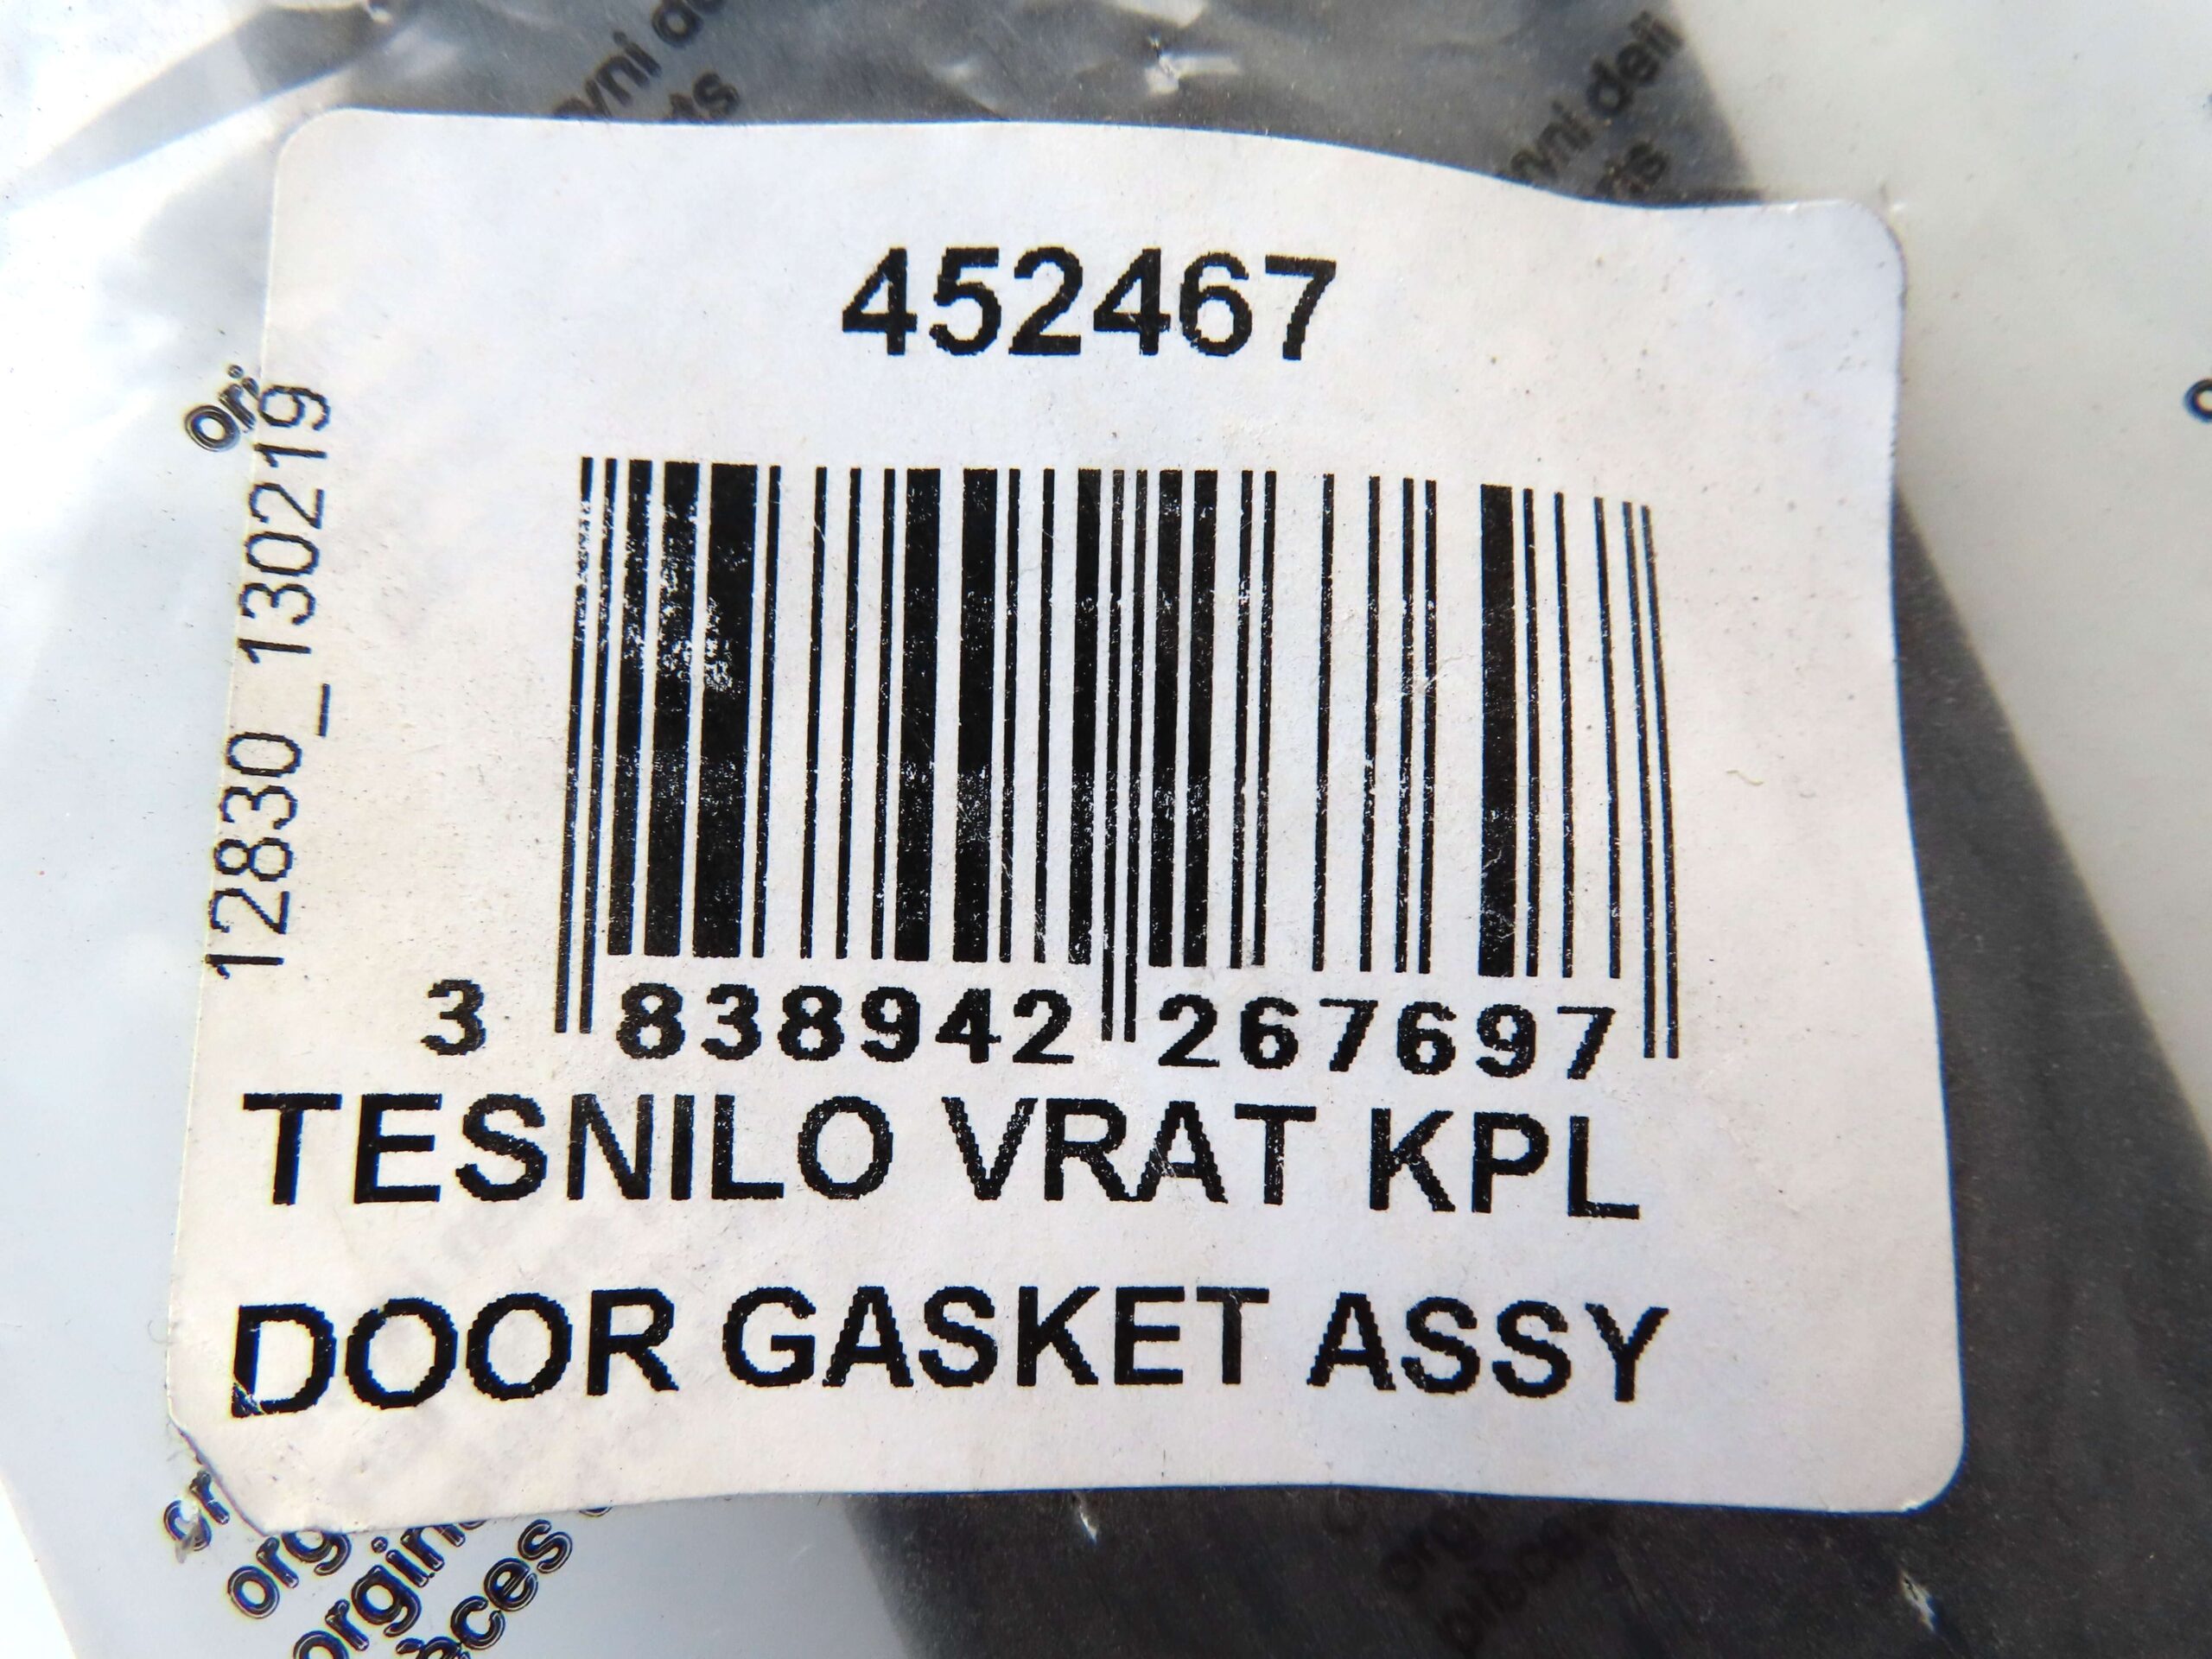 452467
12830_130219
3 838942 267697
TESNILO VRAT KPL
DOOR GASKET ASSY